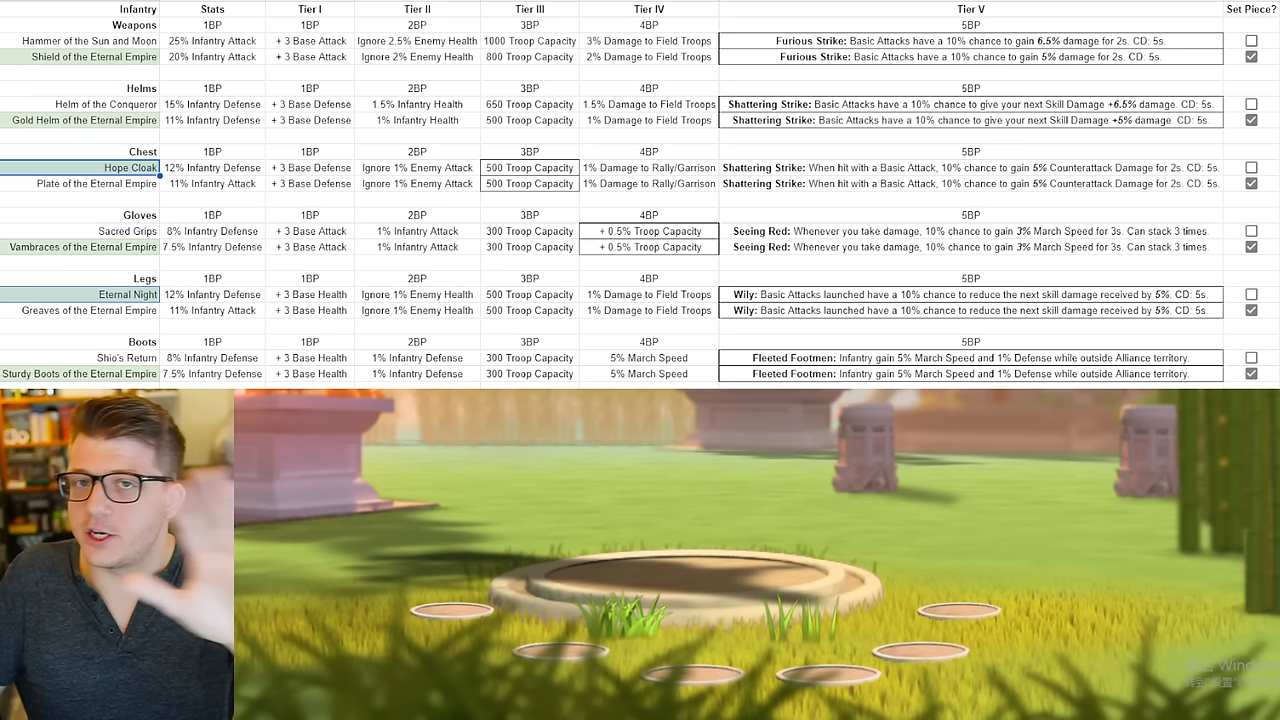 Infantry Stats Tier I Tier II Tier III Tier IV Tier V Set Piece?
Weapons 1BP 1BP 2BP 3BP 4BP 5BP
Hammer of the Sun and Moon 25% Infantry Attack + 3 Base Attack Ignore 2.5% Enemy Health 1000 Troop Capacity 3% Damage to Field Troops Furious Strike: Basic Attacks have a 10% chance to gain 6.5% damage for 2s. CD: 5s.
Shield of the Eternal Empire 20% Infantry Attack + 3 Base Attack Ignore 2% Enemy Health 800 Troop Capacity 2% Damage to Field Troops Furious Strike: Basic Attacks have a 10% chance to gain 5% damage for 2s. CD: 5s.
Helms 1BP 1BP 2BP 3BP 4BP 5BP
Helm of the Conqueror 15% Infantry Defense + 3 Base Defense 1.5% Infantry Health 650 Troop Capacity 1.5% Damage to Field Troops Shattering Strike: Basic Attacks have a 10% chance to give your next Skill Damage +6.5% damage. CD: 5s.
Gold Helm of the Eternal Empire 11% Infantry Defense + 3 Base Defense 1% Infantry Health 500 Troop Capacity 1% Damage to Field Troops Shattering Strike: Basic Attacks have a 10% chance to give your next Skill Damage +5% damage. CD: 5s.
Chest 1BP 1BP 2BP 3BP 4BP 5BP
Hope Cloak 12% Infantry Defense + 3 Base Defense Ignore 1% Enemy Attack 500 Troop Capacity 1% Damage to Rally/Garrison Shattering Strike: When hit with a Basic Attack, 10% chance to gain 5% Counterattack Damage for 2s. CD: 5s.
Plate of the Eternal Empire 11% Infantry Attack + 3 Base Defense Ignore 1% Enemy Attack 500 Troop Capacity 1% Damage to Rally/Garrison Shattering Strike: When hit with a Basic Attack, 10% chance to gain 5% Counterattack Damage for 2s. CD: 5s.
Gloves 1BP 1BP 2BP 3BP 4BP 5BP
Sacred Grips 8% Infantry Defense + 3 Base Attack 1% Infantry Attack 300 Troop Capacity + 0.5% Troop Capacity Seeing Red: Whenever you take damage, 10% chance to gain 3% March Speed for 3s. Can stack 3 times.
Vambraces of the Eternal Empire 7.5% Infantry Defense + 3 Base Attack 1% Infantry Attack 300 Troop Capacity + 0.5% Troop Capacity Seeing Red: Whenever you take damage, 10% chance to gain 3% March Speed for 3s. Can stack 3 times.
Legs 1BP 1BP 2BP 3BP 4BP 5BP
Eternal Night 12% Infantry Defense + 3 Base Health Ignore 1% Enemy Health 500 Troop Capacity 1% Damage to Field Troops Wily: Basic Attacks launched have a 10% chance to reduce the next skill damage received by 5%. CD: 5s.
Greaves of the Eternal Empire 11% Infantry Attack + 3 Base Health Ignore 1% Enemy Health 500 Troop Capacity 1% Damage to Field Troops Wily: Basic Attacks launched have a 10% chance to reduce the next skill damage received by 5%. CD: 5s.
Boots 1BP 1BP 2BP 3BP 4BP 5BP
Shio's Return 8% Infantry Defense + 3 Base Health 1% Infantry Defense 300 Troop Capacity 5% March Speed Fleeted Footmen: Infantry gain 5% March Speed and 1% Defense while outside Alliance territory.
Sturdy Boots of the Eternal Empire 7.5% Infantry Defense + 3 Base Health 1% Infantry Defense 300 Troop Capacity 5% March Speed Fleeted Footmen: Infantry gain 5% March Speed and 1% Defense while outside Alliance territory.